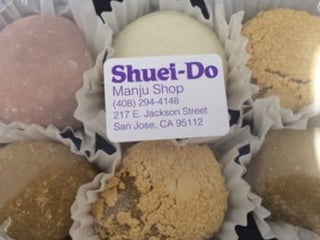 Shuei-Do
Manju Shop
(408) 294-4148
217 E. Jackson Street
San Jose, CA 95112